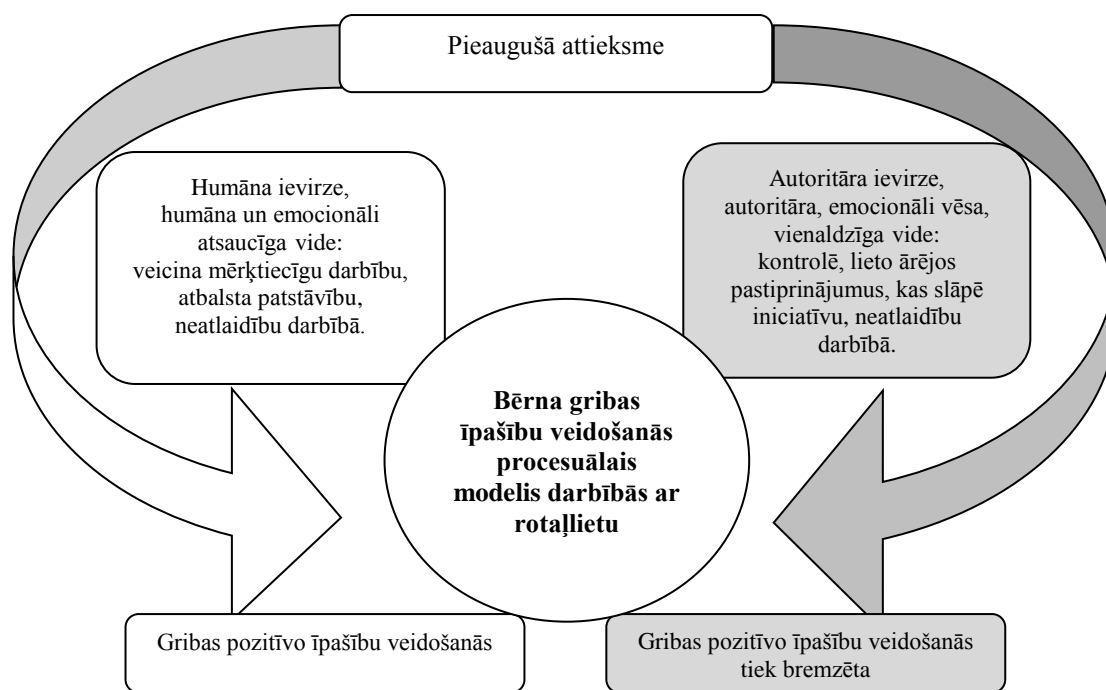 Pieaugušā attieksme
Humāna ievirze,
humāna un emocionāli
atsaucīga vide:
veicina mērķtiecīgu darbību,
atbalsta patstāvību,
neatlaidību darbībā.
Autoritāra ievirze,
autoritāra, emocionāli vēsa,
vienaldzīga vide:
kontrolē, lieto ārējos
pastiprinājumus, kas slāpē
iniciatīvu, neatlaidību
darbībā.
Bērna gribas
īpašību veidošanās
procesuālais
modelis darbībās ar
rotaļlietu
Gribas pozitīvo īpašību veidošanās
Gribas pozitīvo īpašību veidošanās
tiek bremzēta